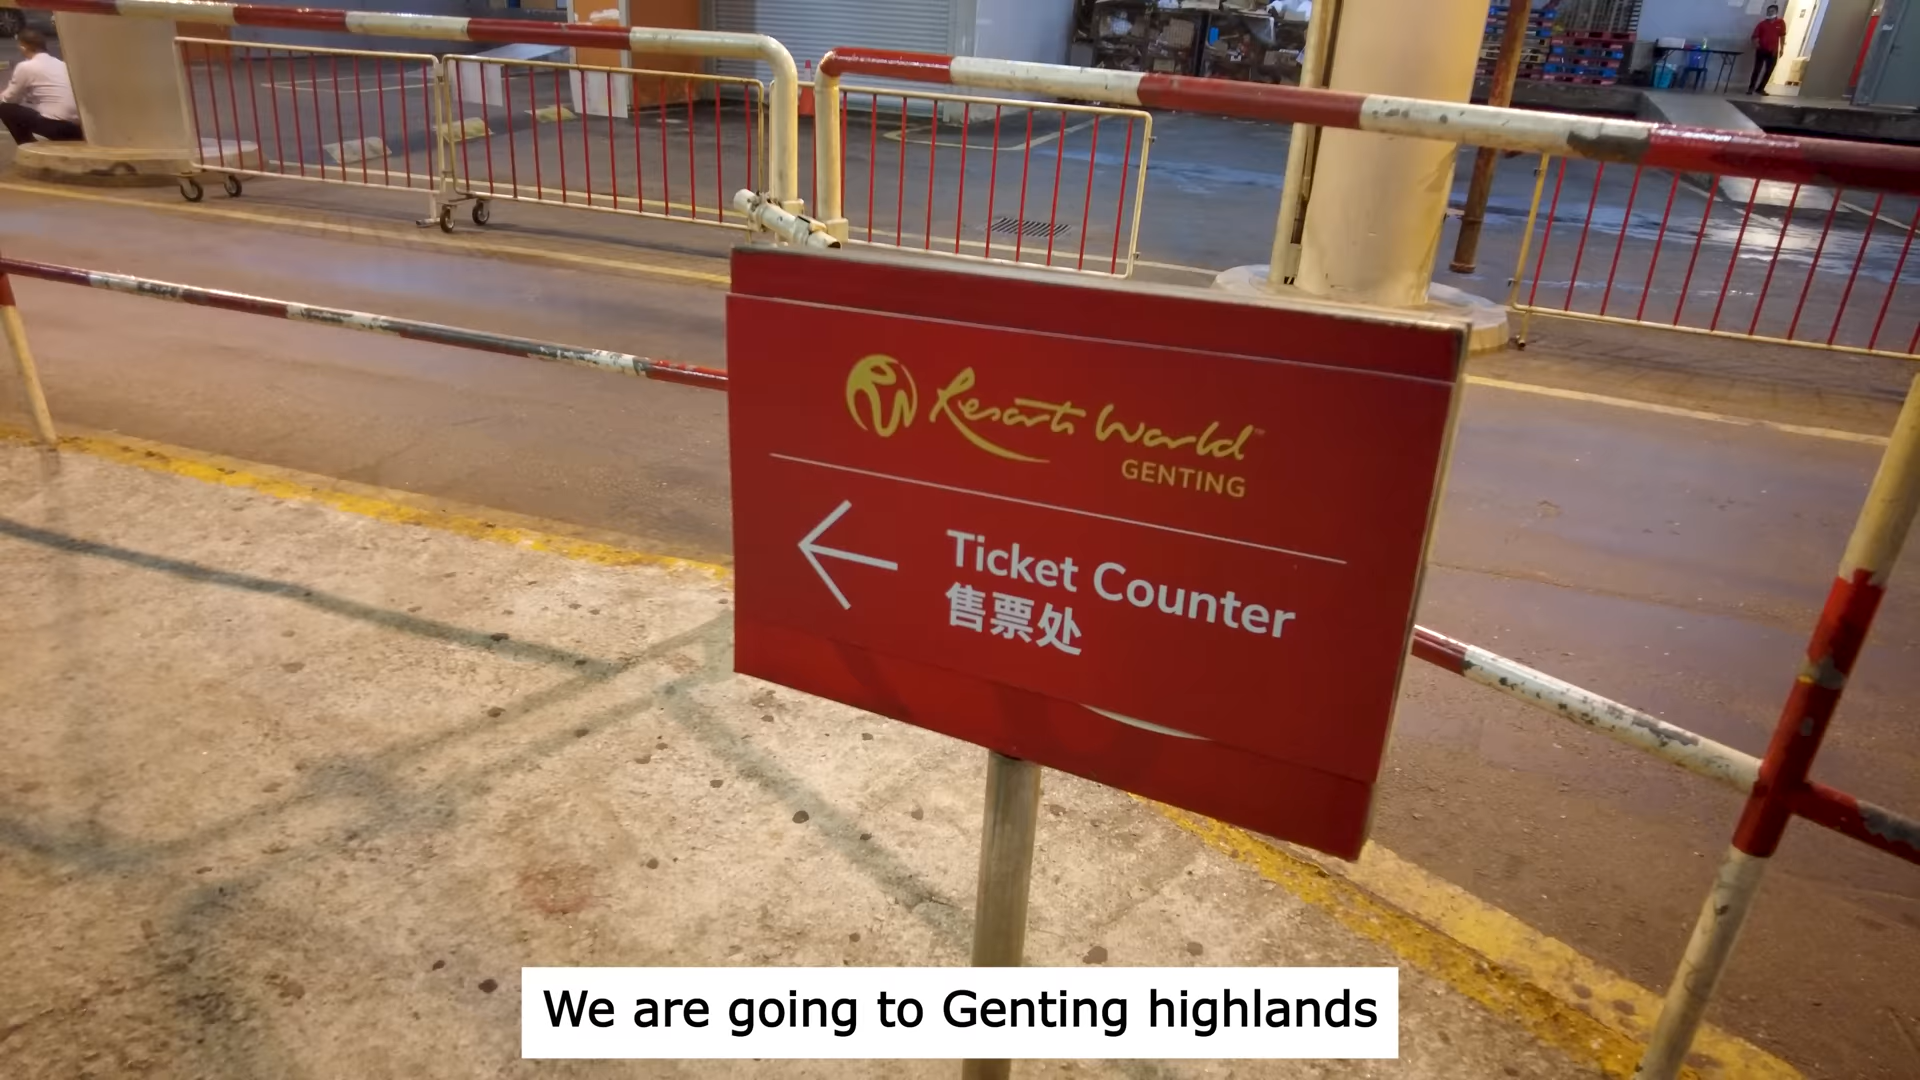 Resorts World
GENTING
Ticket Counter
售票处
We are going to Genting highlands